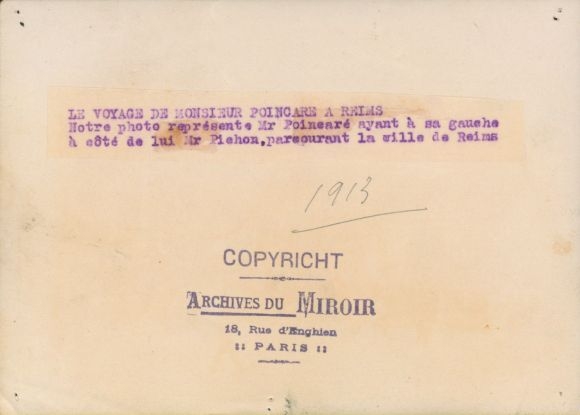 LE VOYAGE DE MONSIEUR POINCARE A REIMS
Notre photo représente Mr Poincaré ayant à sa gauche
à côté de lui Mr Pichon,parcourant la ville de Reims
1913
COPYRIGHT
ARCHIVES DU MIROIR
18, Rue d'Enghien
:: PARIS ::